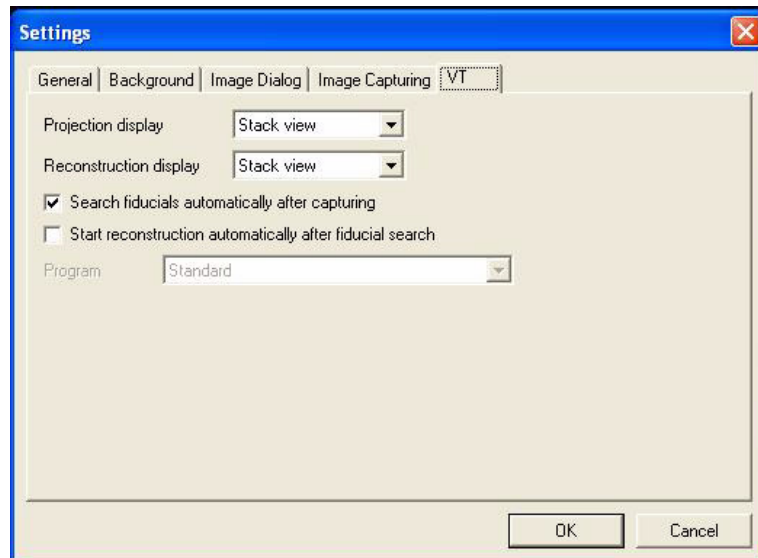 Settings
General Background Image Dialog Image Capturing VT
Projection display Stack view
Reconstruction display Stack view
Search fiducials automatically after capturing
Start reconstruction automatically after fiducial search
Program Standard
OK Cancel